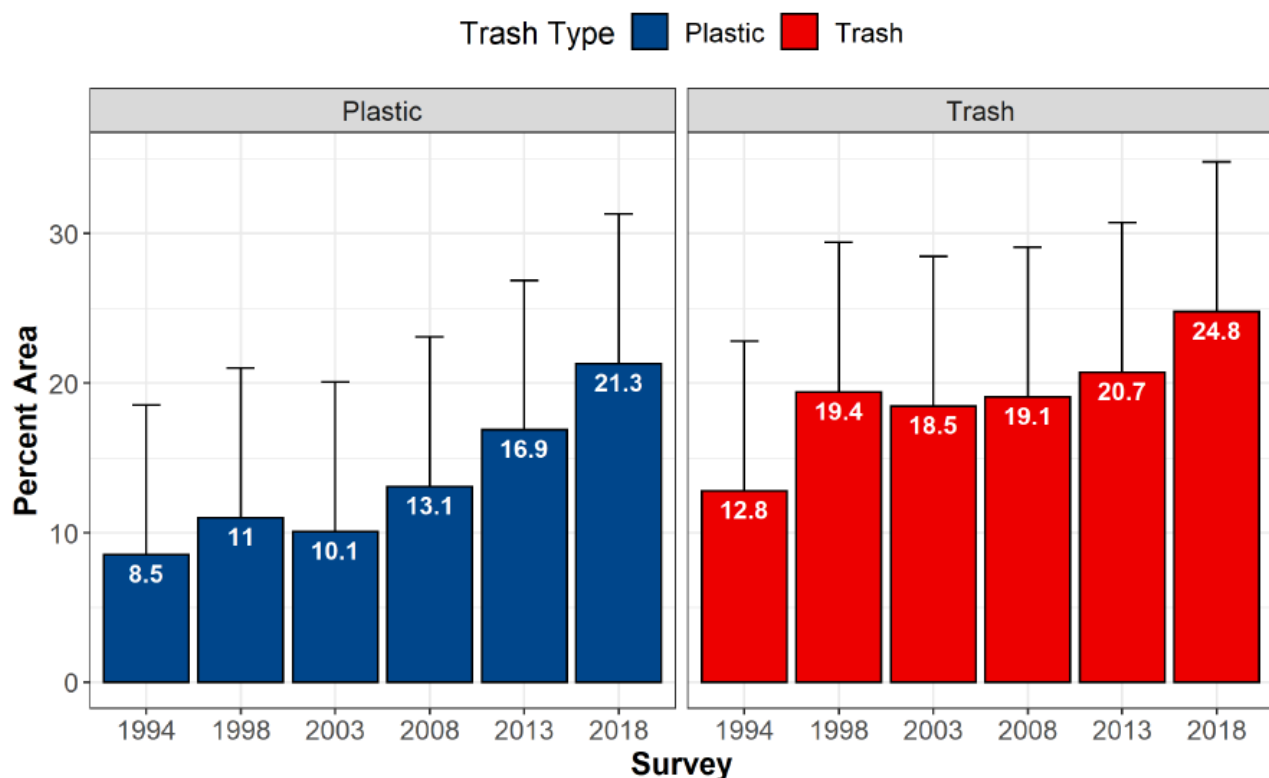 Trash Type Plastic Trash
Plastic Trash
Percent Area
30
20
10
0
8.5 11 10.1 13.1 16.9 21.3
12.8 19.4 18.5 19.1 20.7 24.8
1994 1998 2003 2008 2013 2018 1994 1998 2003 2008 2013 2018
Survey